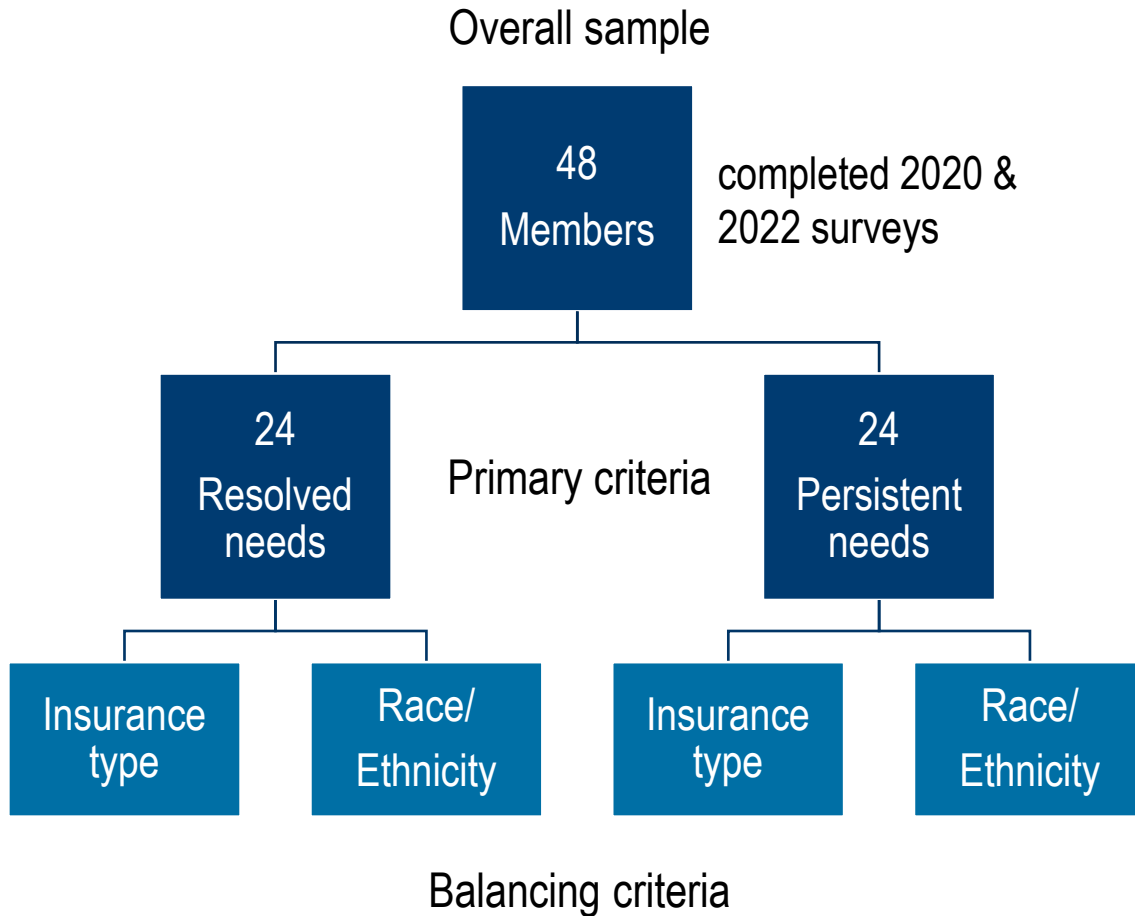 Overall sample
48
Members
completed 2020 &
2022 surveys
24
Resolved
needs
Primary criteria
24
Persistent
needs
Insurance
type
Race/
Ethnicity
Insurance
type
Race/
Ethnicity
Balancing criteria